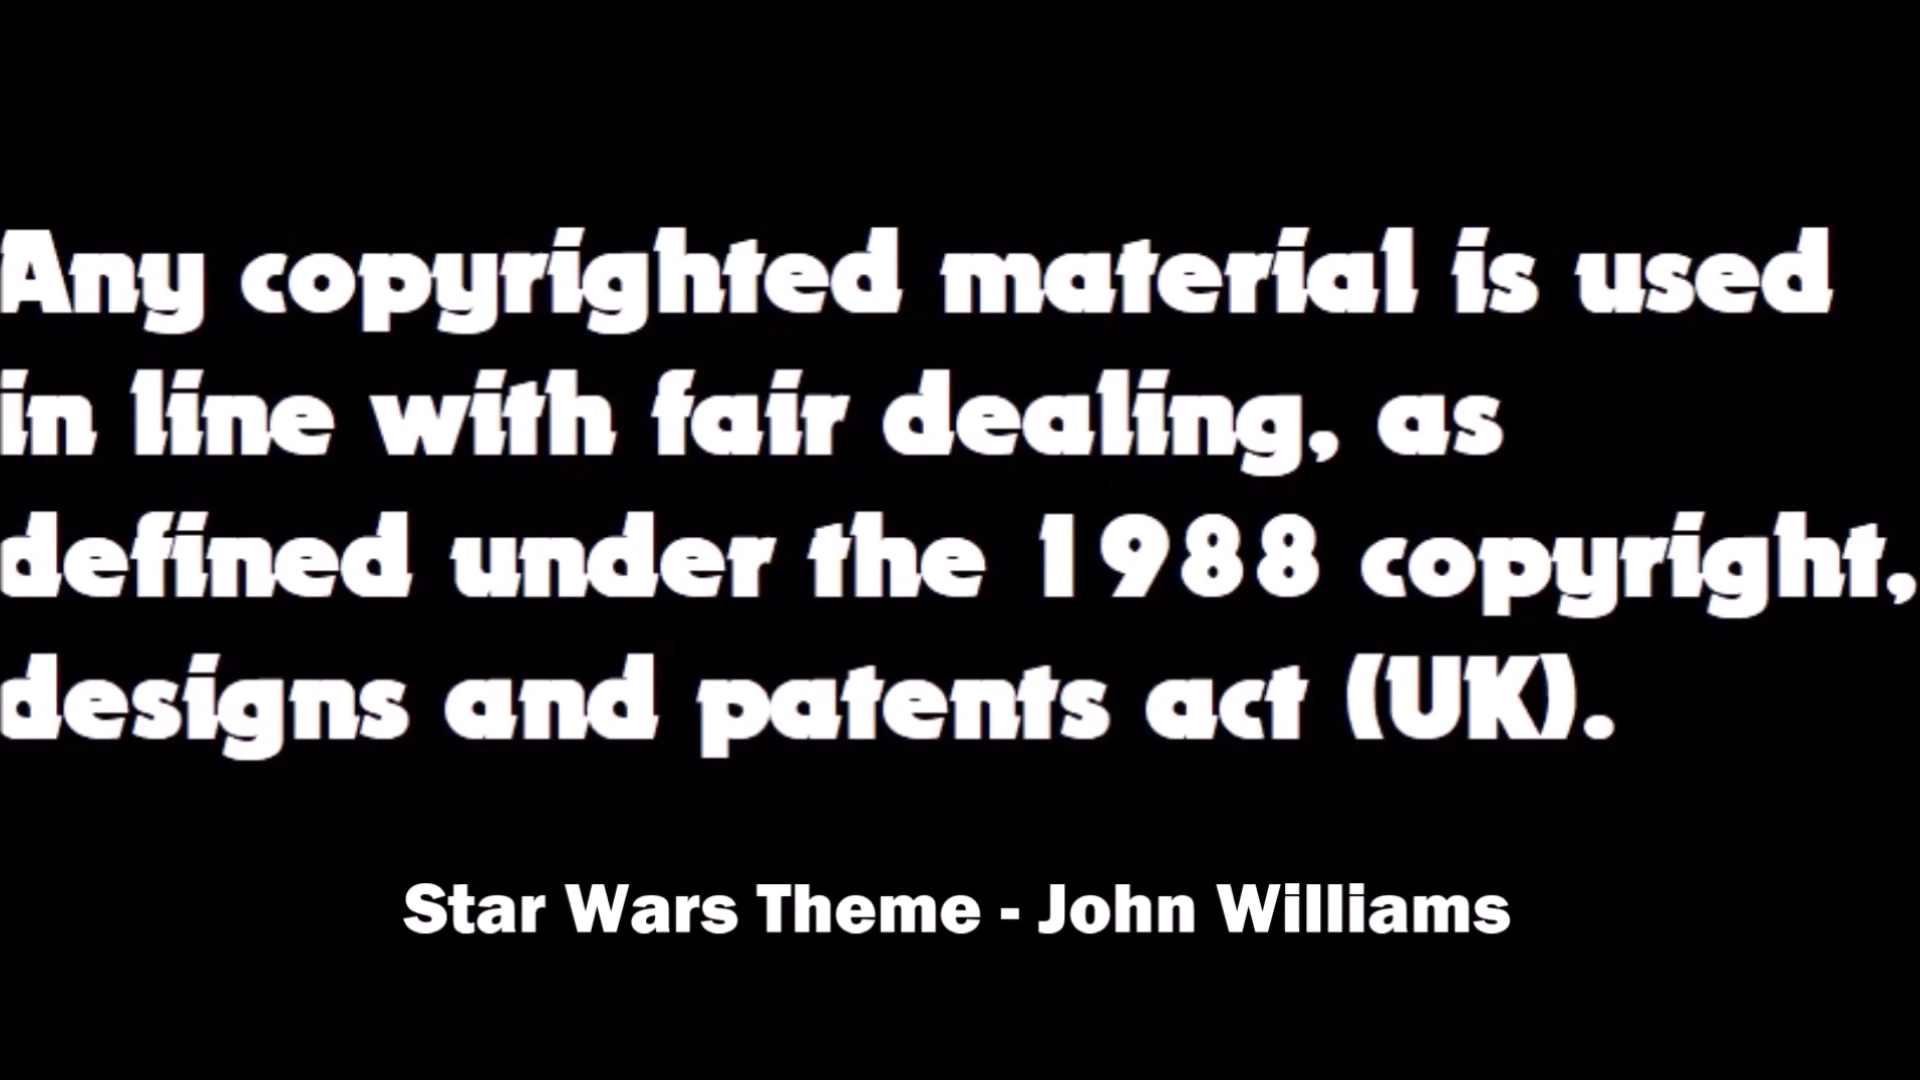 Any copyrighted material is used
in line with fair dealing, as
defined under the 1988 copyright,
designs and patents act (UK).
Star Wars Theme - John Williams